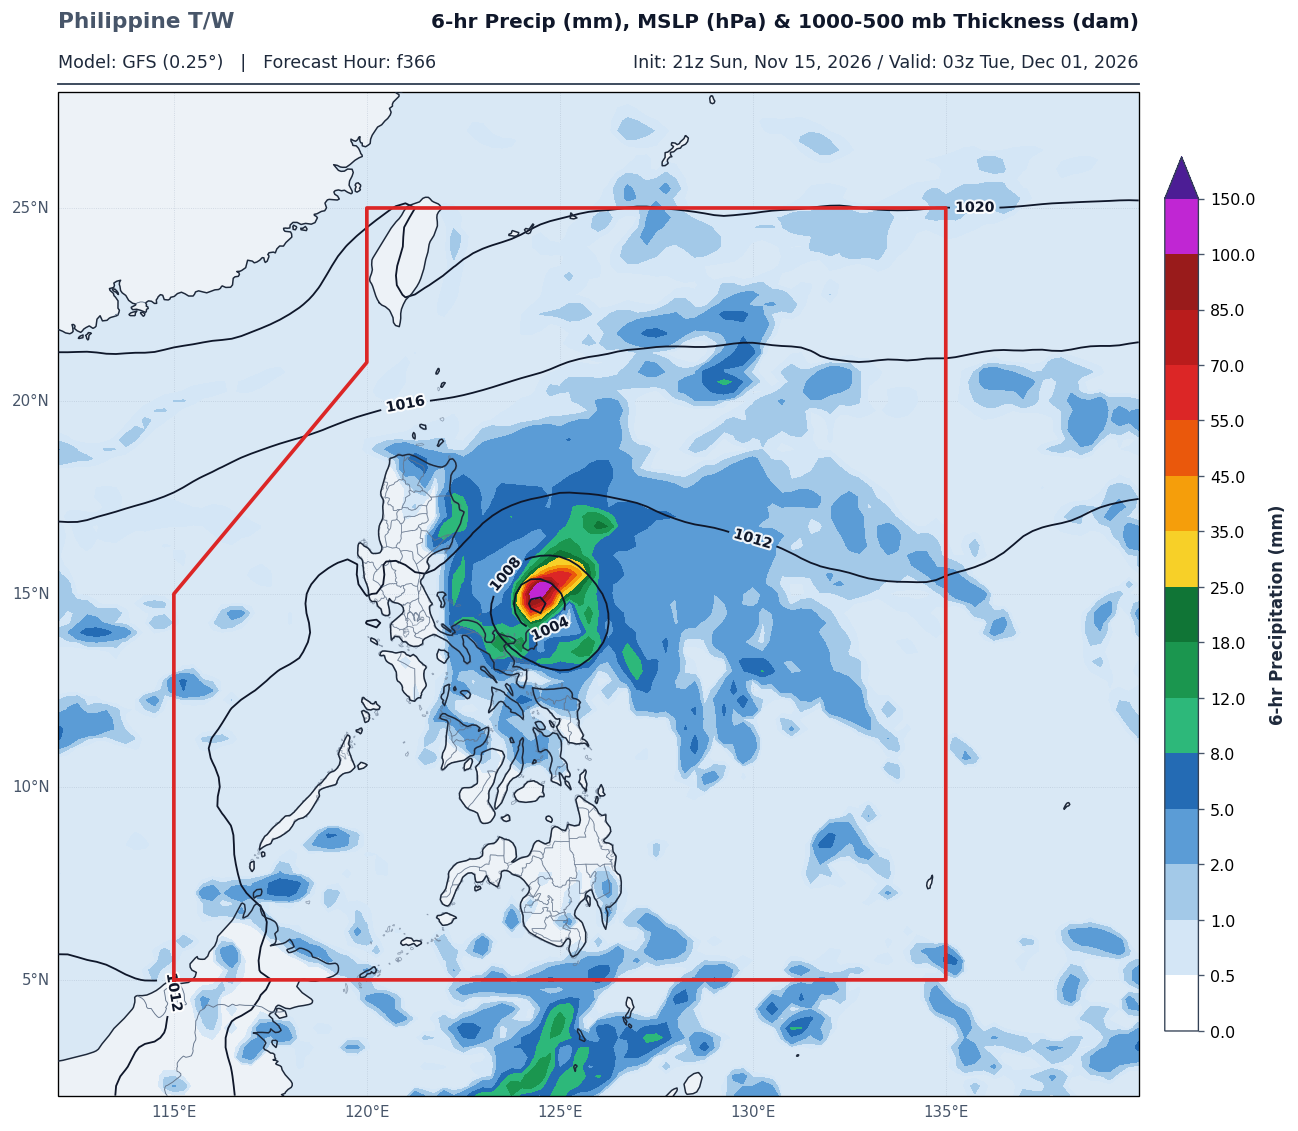 Philippine T/W
6-hr Precip (mm), MSLP (hPa) & 1000-500 mb Thickness (dam)
Model: GFS (0.25°) | Forecast Hour: f366
Init: 21z Sun, Nov 15, 2026 / Valid: 03z Tue, Dec 01, 2026
25°N
20°N
15°N
10°N
5°N
115°E
120°E
125°E
130°E
135°E
1020
1016
1012
1008
1004
1012
150.0
100.0
85.0
70.0
55.0
45.0
35.0
25.0
18.0
12.0
8.0
5.0
2.0
1.0
0.5
0.0
6-hr Precipitation (mm)